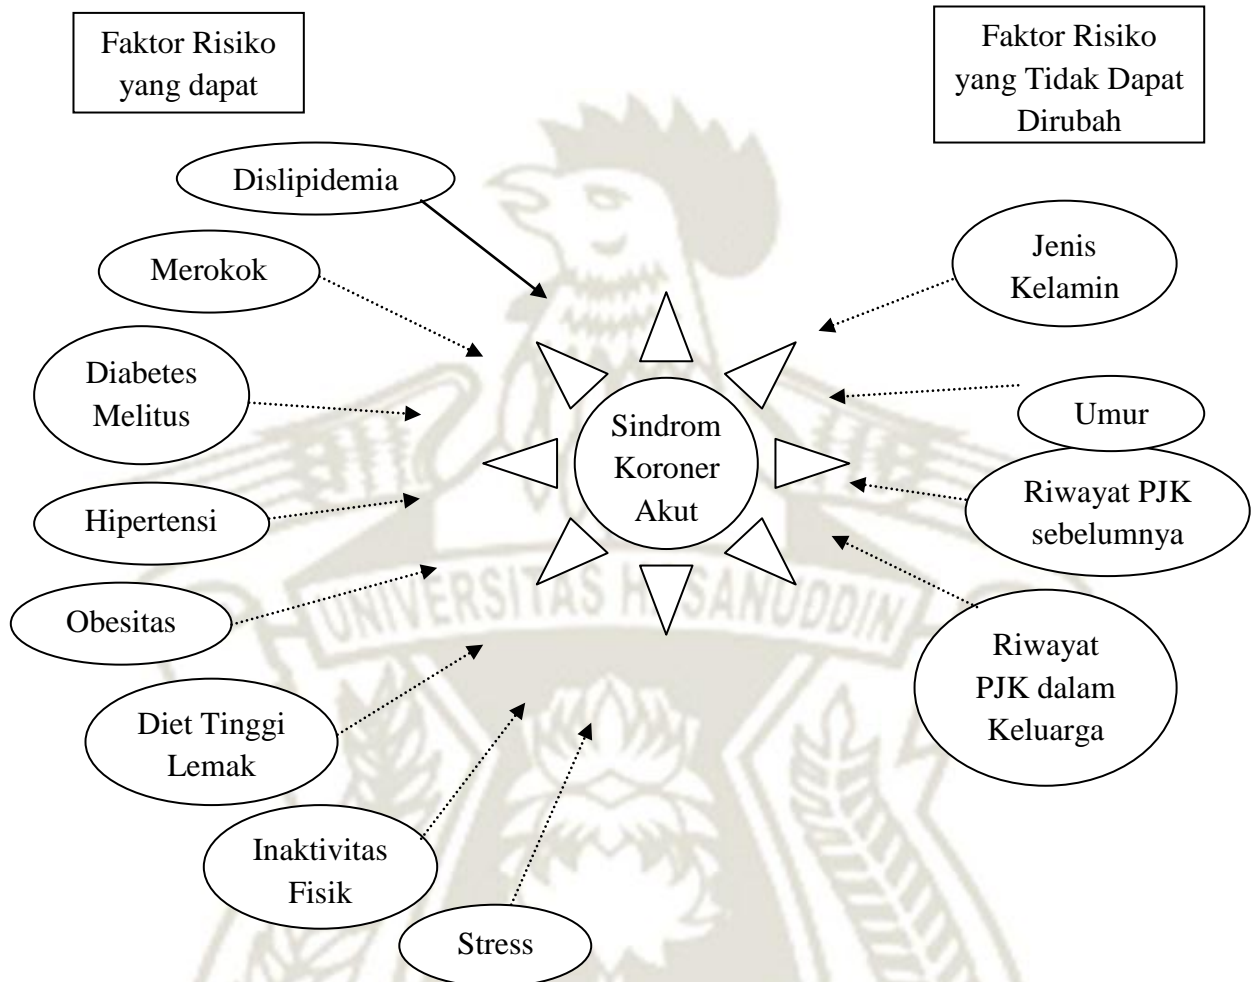 Faktor Risiko
yang dapat
Faktor Risiko
yang Tidak Dapat
Dirubah
Dislipidemia
Merokok
Diabetes
Melitus
Hipertensi
Obesitas
Diet Tinggi
Lemak
Inaktivitas
Fisik
Stress
Sindrom
Koroner
Akut
Jenis
Kelamin
Umur
Riwayat PJK
sebelumnya
Riwayat
PJK dalam
Keluarga
UNIVERSITAS HASANUDDIN